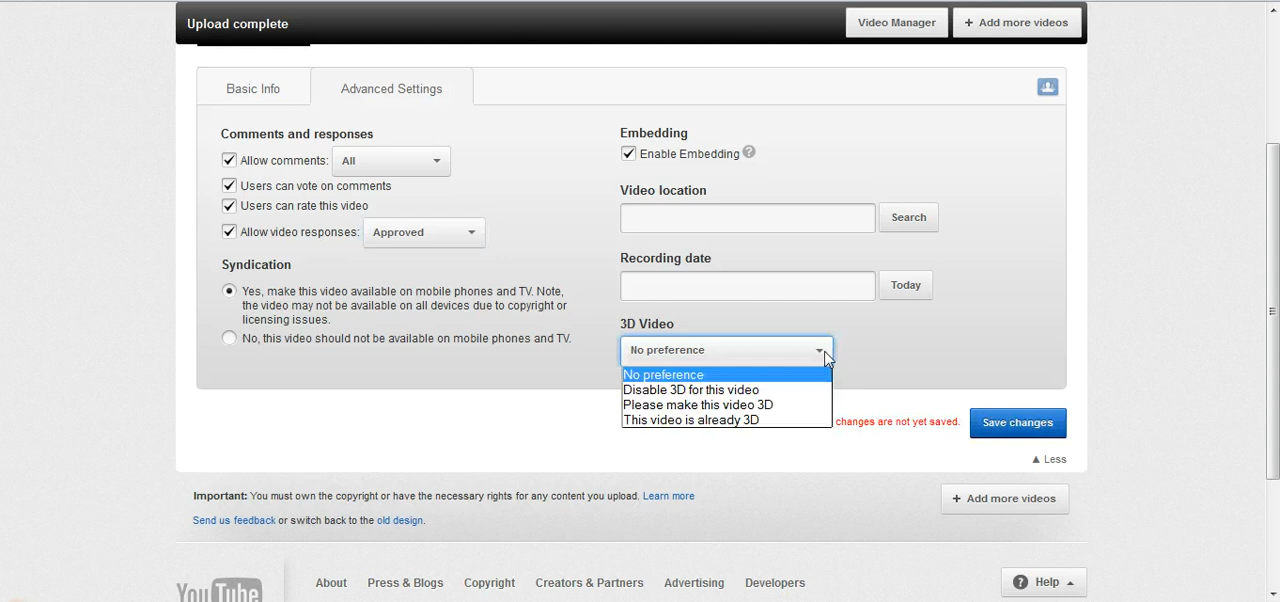 Upload complete
Video Manager
+ Add more videos
Basic Info
Advanced Settings
Comments and responses
Allow comments: All
Users can vote on comments
Users can rate this video
Allow video responses: Approved
Syndication
Yes, make this video available on mobile phones and TV. Note,
the video may not be available on all devices due to copyright or
licensing issues.
No, this video should not be available on mobile phones and TV.
Embedding
Enable Embedding ?
Video location
Search
Recording date
Today
3D Video
No preference
No preference
Disable 3D for this video
Please make this video 3D
This video is already 3D
changes are not yet saved.
Save changes
▲ Less
Important: You must own the copyright or have the necessary rights for any content you upload. Learn more
+ Add more videos
Send us feedback or switch back to the old design.
YouTube
About
Press & Blogs
Copyright
Creators & Partners
Advertising
Developers
? Help ▲